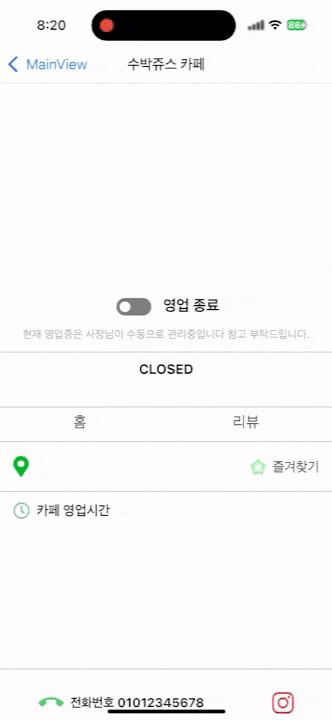 8:20
86
MainView
수박쥬스 카페
영업 종료
현재 영업중은 사장님이 수동으로 관리중입니다 참고 부탁드립니다.
CLOSED
홈 리뷰
즐겨찾기
카페 영업시간
전화번호 01012345678